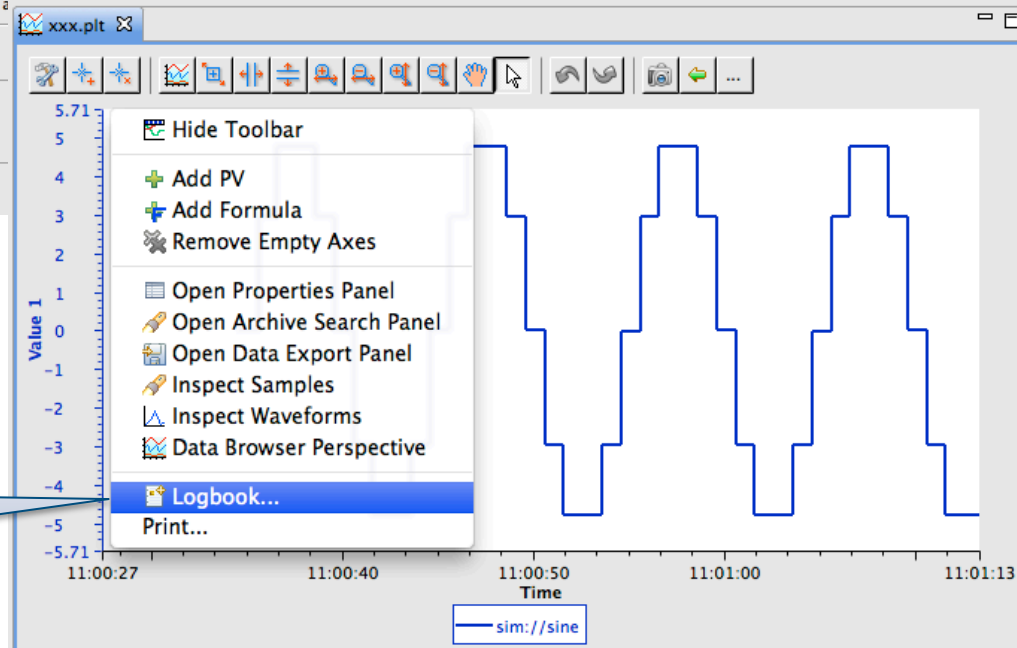 xxx.plt
...
5.71
5
4
3
2
1
0
-1
-2
-3
-4
-5
-5.71
Value 1
Hide Toolbar
Add PV
Add Formula
Remove Empty Axes
Open Properties Panel
Open Archive Search Panel
Open Data Export Panel
Inspect Samples
Inspect Waveforms
Data Browser Perspective
Logbook...
Print...
11:00:27 11:00:40 11:00:50 11:01:00 11:01:13
Time
sim://sine